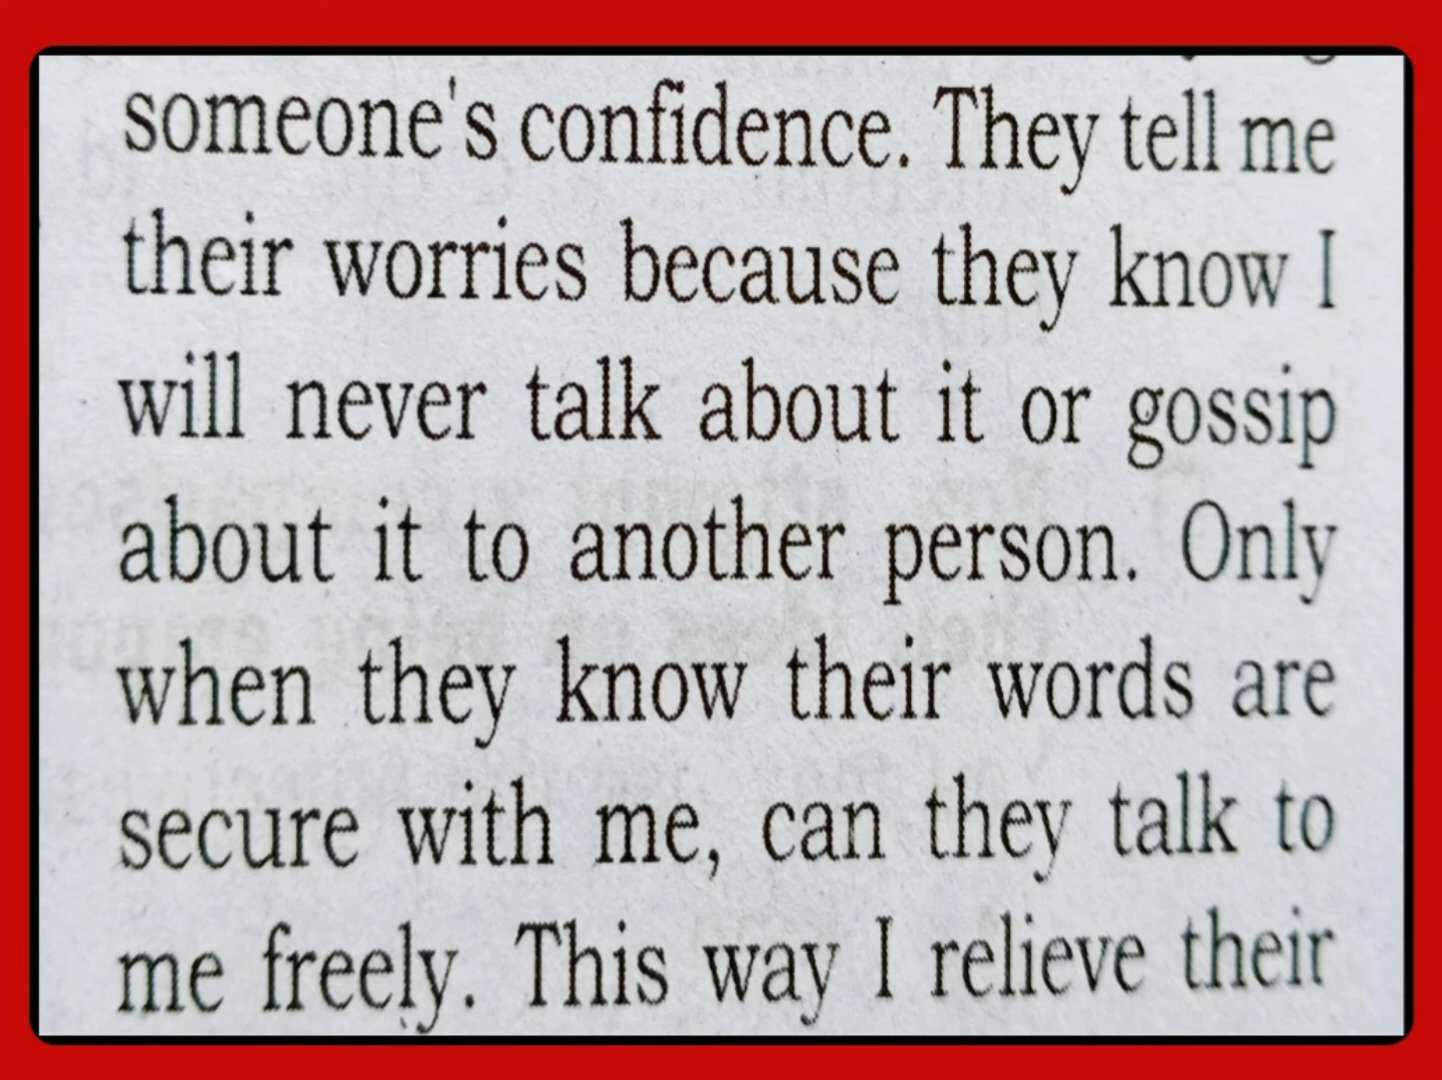 someone's confidence. They tell me
their worries because they know I
will never talk about it or gossip
about it to another person. Only
when they know their words are
secure with me, can they talk to
me freely. This way I relieve their